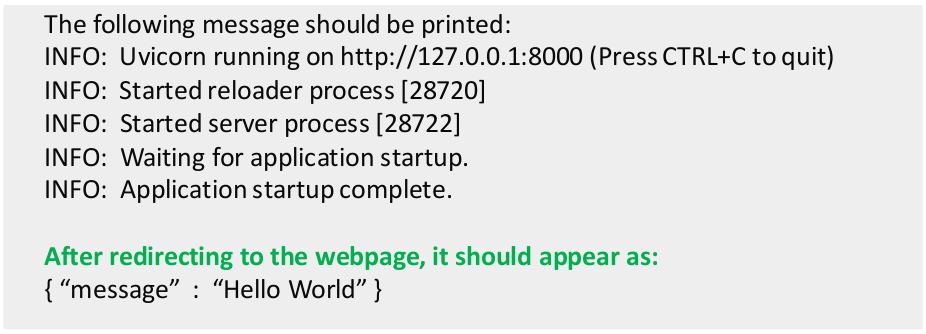 The following message should be printed:
INFO: Uvicorn running on http://127.0.0.1:8000 (Press CTRL+C to quit)
INFO: Started reloader process [28720]
INFO: Started server process [28722]
INFO: Waiting for application startup.
INFO: Application startup complete.
After redirecting to the webpage, it should appear as:
{ “message” : “Hello World” }